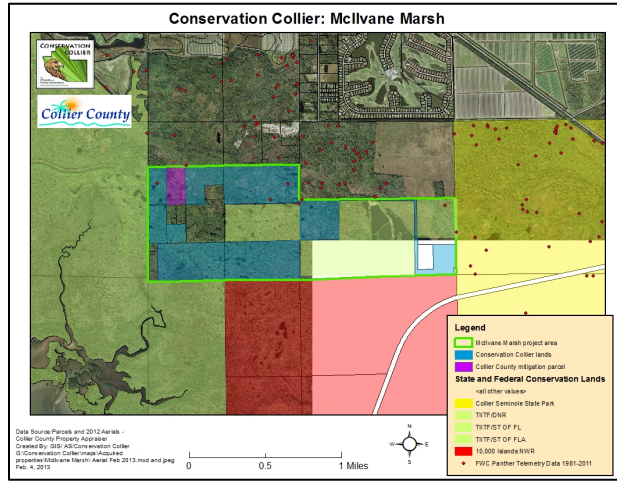 Conservation Collier: McIlvane Marsh
CONSERVATION
COLLIER
Collier County
Legend
McIlvane Marsh project area
Conservation Collier lands
Collier County mitigation parcel
State and Federal Conservation Lands
<all other values>
Collier Seminole State Park
TIITF/DNR
TIITF/ST OF FL
TIITF/ST OF FLA
10,000 Islands NWR
FWC Panther Telemetry Data 1981-2011
Data Source:Parcels and 2012 Aerials -
Collier County Property Appraiser
Created By: GIS/ AS/Conservation Collier
G:\Conservation Collier\maps \Acquired
properties\McIlvane Marsh\ Aerial Feb 2013.mxd and jpeg
Feb. 4, 2013
0 0.5 1 Miles
N
W E
S